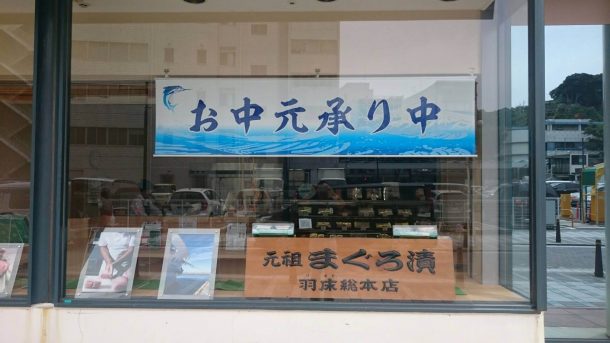 お中元承り中
元祖 まぐろ漬
羽床総本店